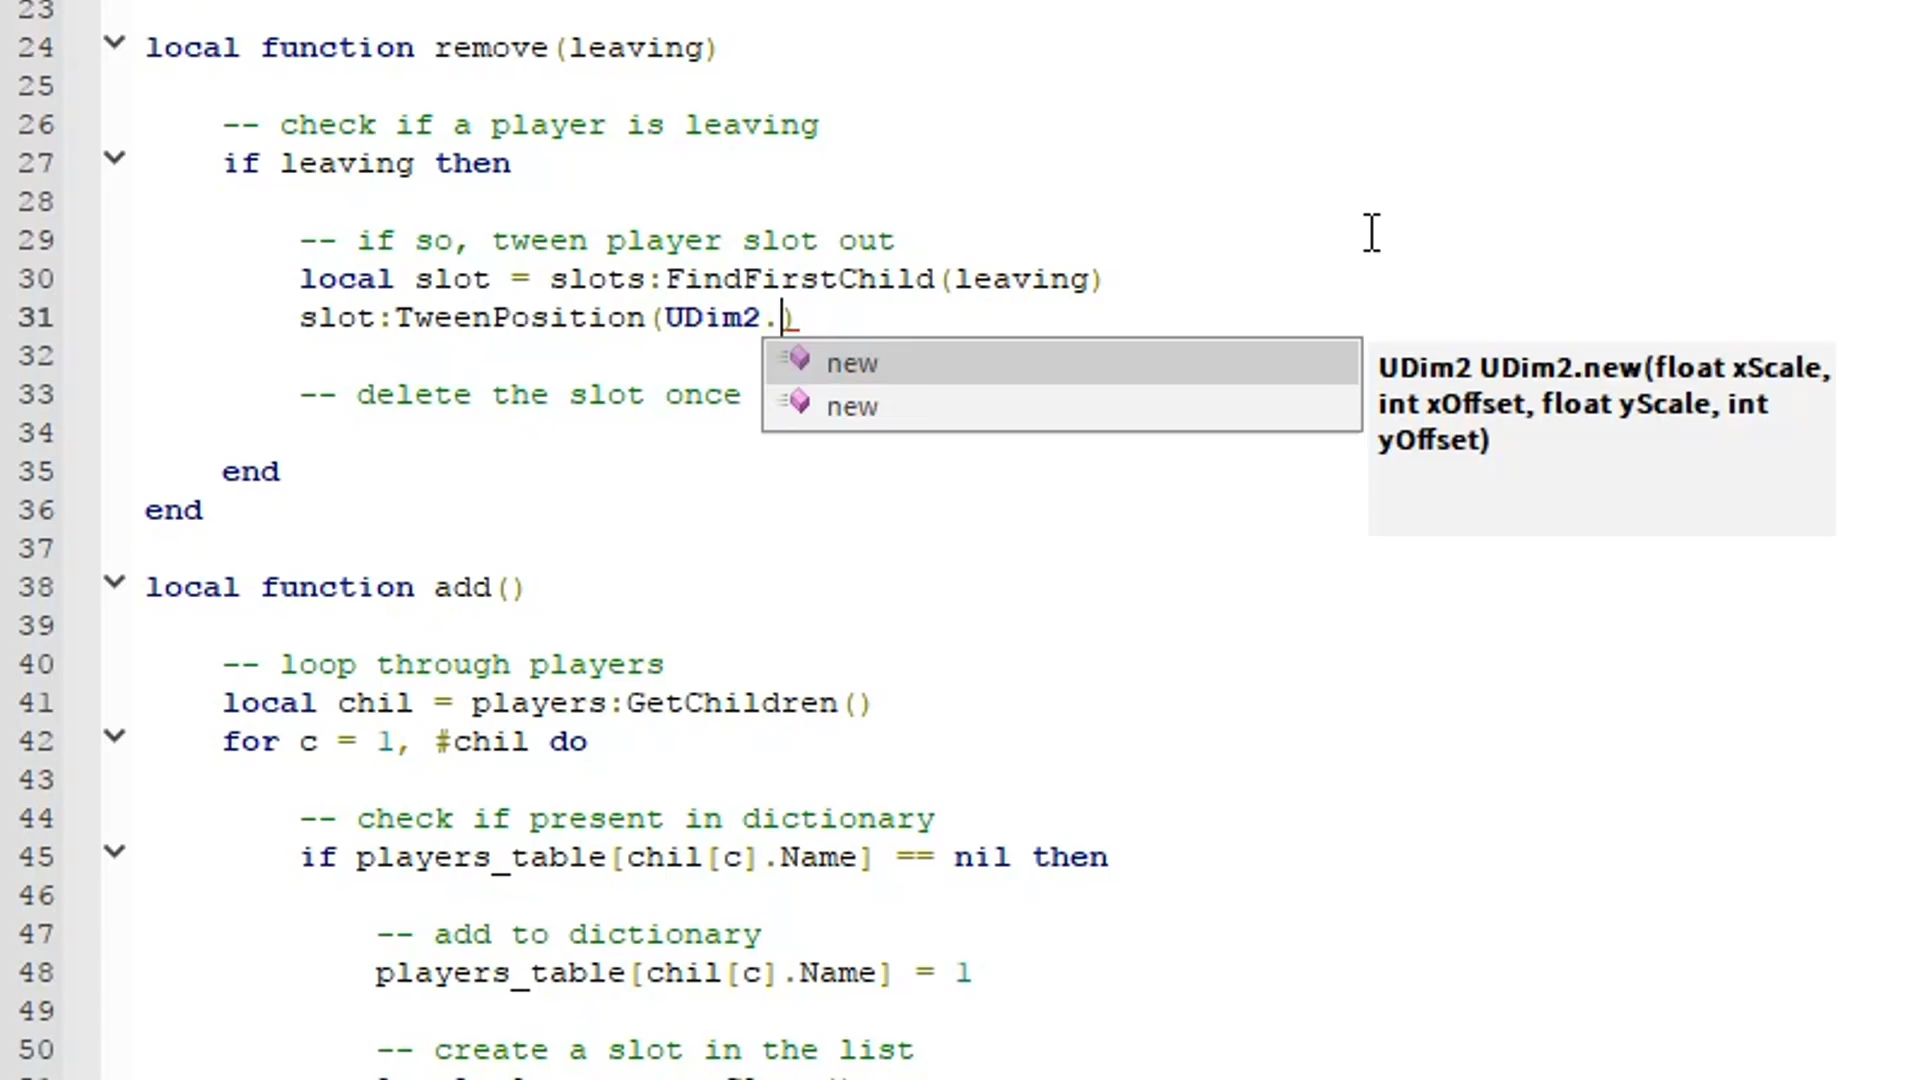 23
24 local function remove(leaving)
25
26 -- check if a player is leaving
27 if leaving then
28
29 -- if so, tween player slot out
30 local slot = slots:FindFirstChild(leaving)
31 slot:TweenPosition(UDim2.)
new
new
UDim2 UDim2.new(float xScale,
int xOffset, float yScale, int
yOffset)
32
33 -- delete the slot once
34
35 end
36 end
37
38 local function add()
39
40 -- loop through players
41 local chil = players:GetChildren()
42 for c = 1, #chil do
43
44 -- check if present in dictionary
45 if players_table[chil[c].Name] == nil then
46
47 -- add to dictionary
48 players_table[chil[c].Name] = 1
49
50 -- create a slot in the list